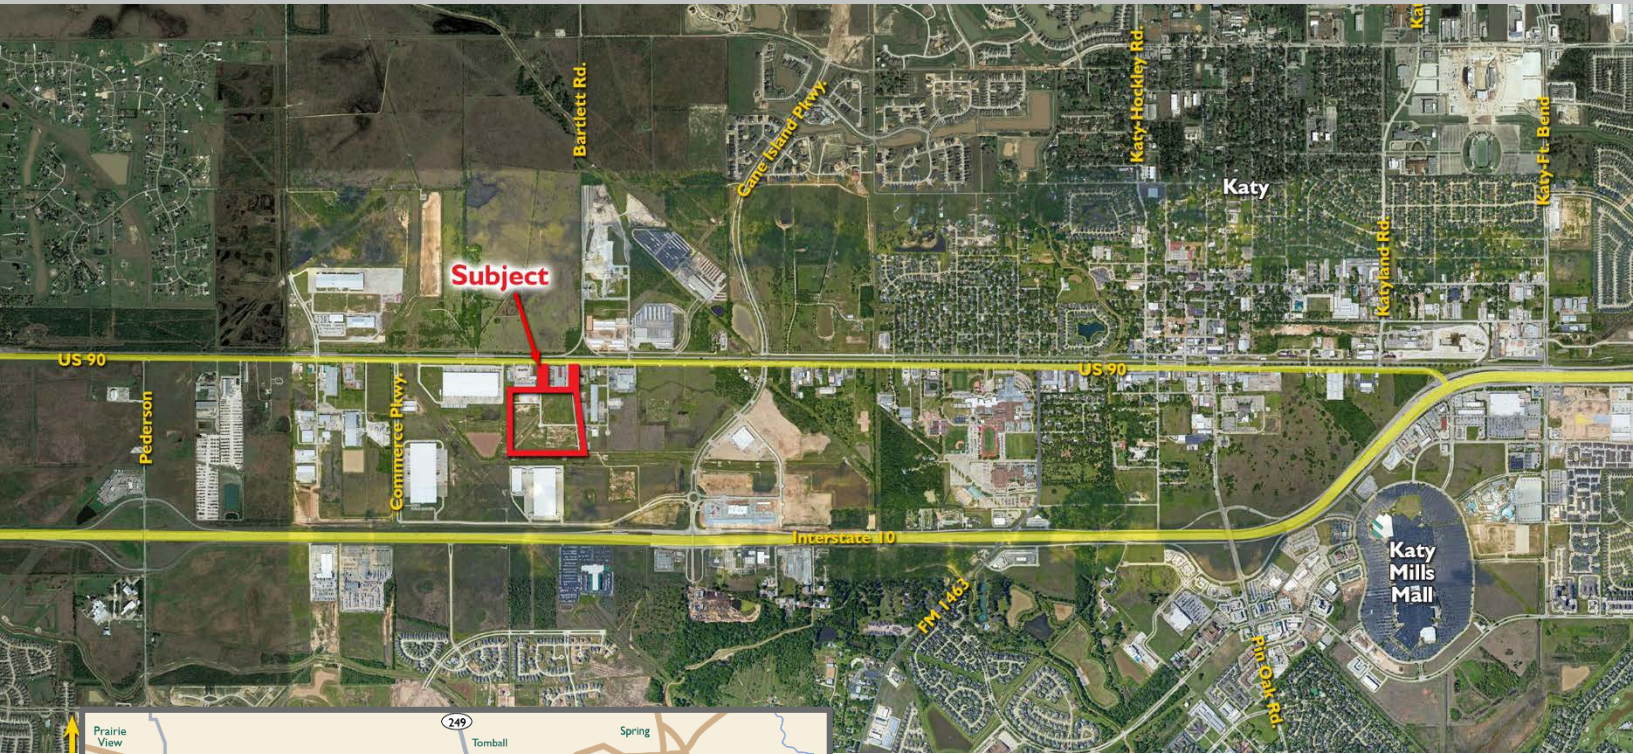 Ka
Bartlett Rd.
Cane Island Pkwy.
Katy-Hockley Rd.
Katy
Katy-Ft. Bend
Katyland Rd.
Subject
US 90
US 90
Pederson
Commerce Pkwy.
Interstate 10
Katy
Mills
Mall
FM 1463
Pin Oak Rd
Prairie
View
249
Tomball
Spring